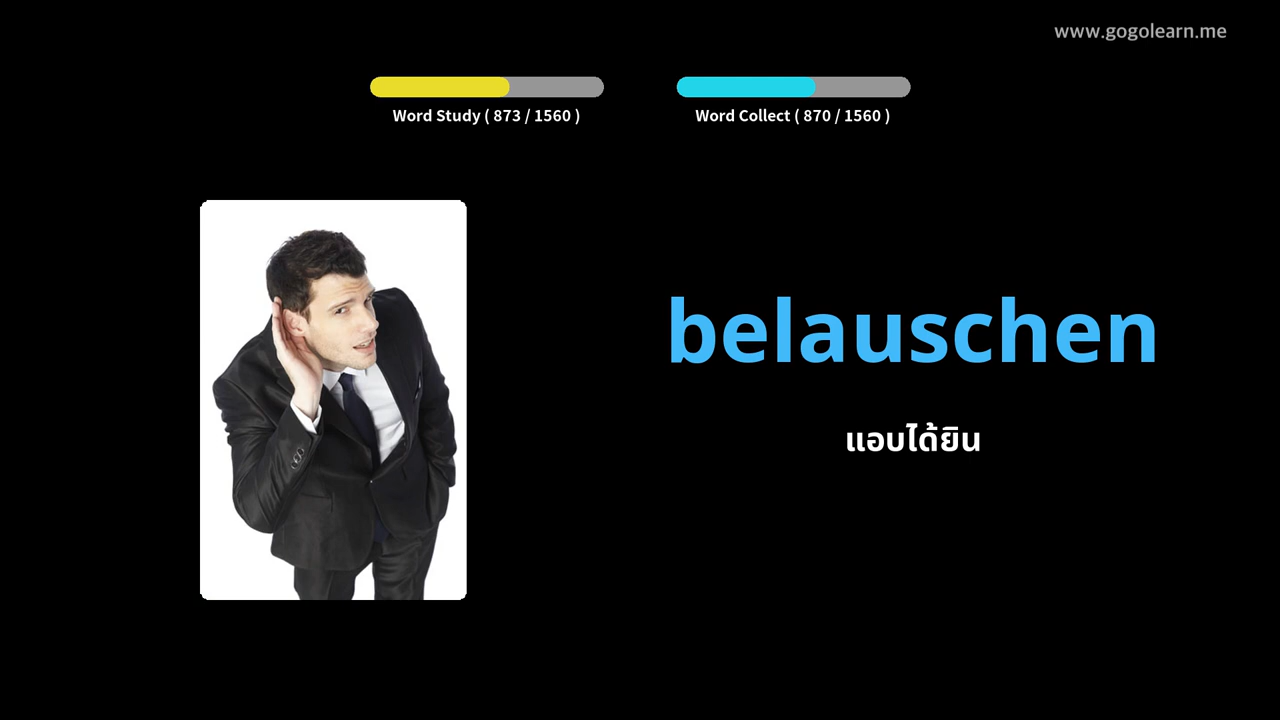 www.gogolearn.me
Word Study ( 873 / 1560 )
Word Collect ( 870 / 1560 )
belauschen
แอบได้ยิน